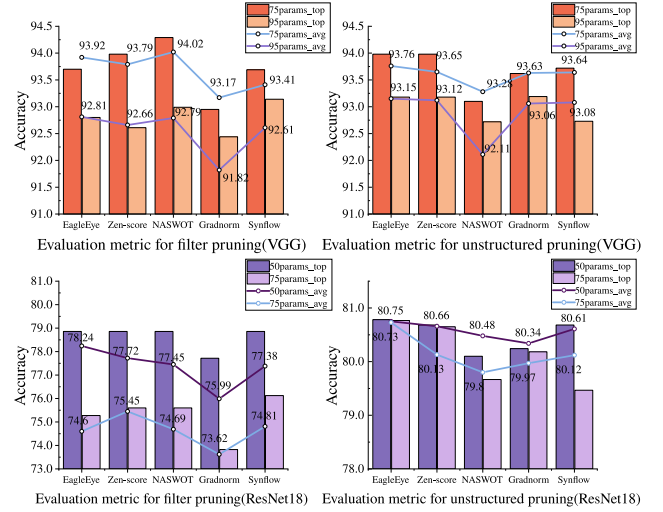 75params_top
95params_top
75params_avg
95params_avg
94.5
94.0
93.5
93.0
92.5
92.0
91.5
91.0
Accuracy
93.92
93.79
94.02
93.17
93.41
92.81
92.66
92.79
91.82
92.61
EagleEye Zen-score NASWOT Gradnorm Synflow
Evaluation metric for filter pruning(VGG)
75params_top
95params_top
75params_avg
95params_avg
94.5
94.0
93.5
93.0
92.5
92.0
91.5
91.0
Accuracy
93.76
93.65
93.28
93.63
93.64
93.15
93.12
92.11
93.06
93.08
EagleEye Zen-score NASWOT Gradnorm Synflow
Evaluation metric for unstructured pruning(VGG)
50params_top
75params_top
50params_avg
75params_avg
81.0
80.0
79.0
78.0
77.0
76.0
75.0
74.0
73.0
Accuracy
78.24
77.72
77.45
75.99
77.38
74.6
75.45
74.69
73.62
74.81
EagleEye Zen-score NASWOT Gradnorm Synflow
Evaluation metric for filter pruning(ResNet18)
50params_top
75params_top
50params_avg
75params_avg
81.0
80.0
79.0
78.0
Accuracy
80.75
80.66
80.48
80.34
80.61
80.73
80.13
79.8
79.97
80.12
EagleEye Zen-score NASWOT Gradnorm Synflow
Evaluation metric for unstructured pruning(ResNet18)